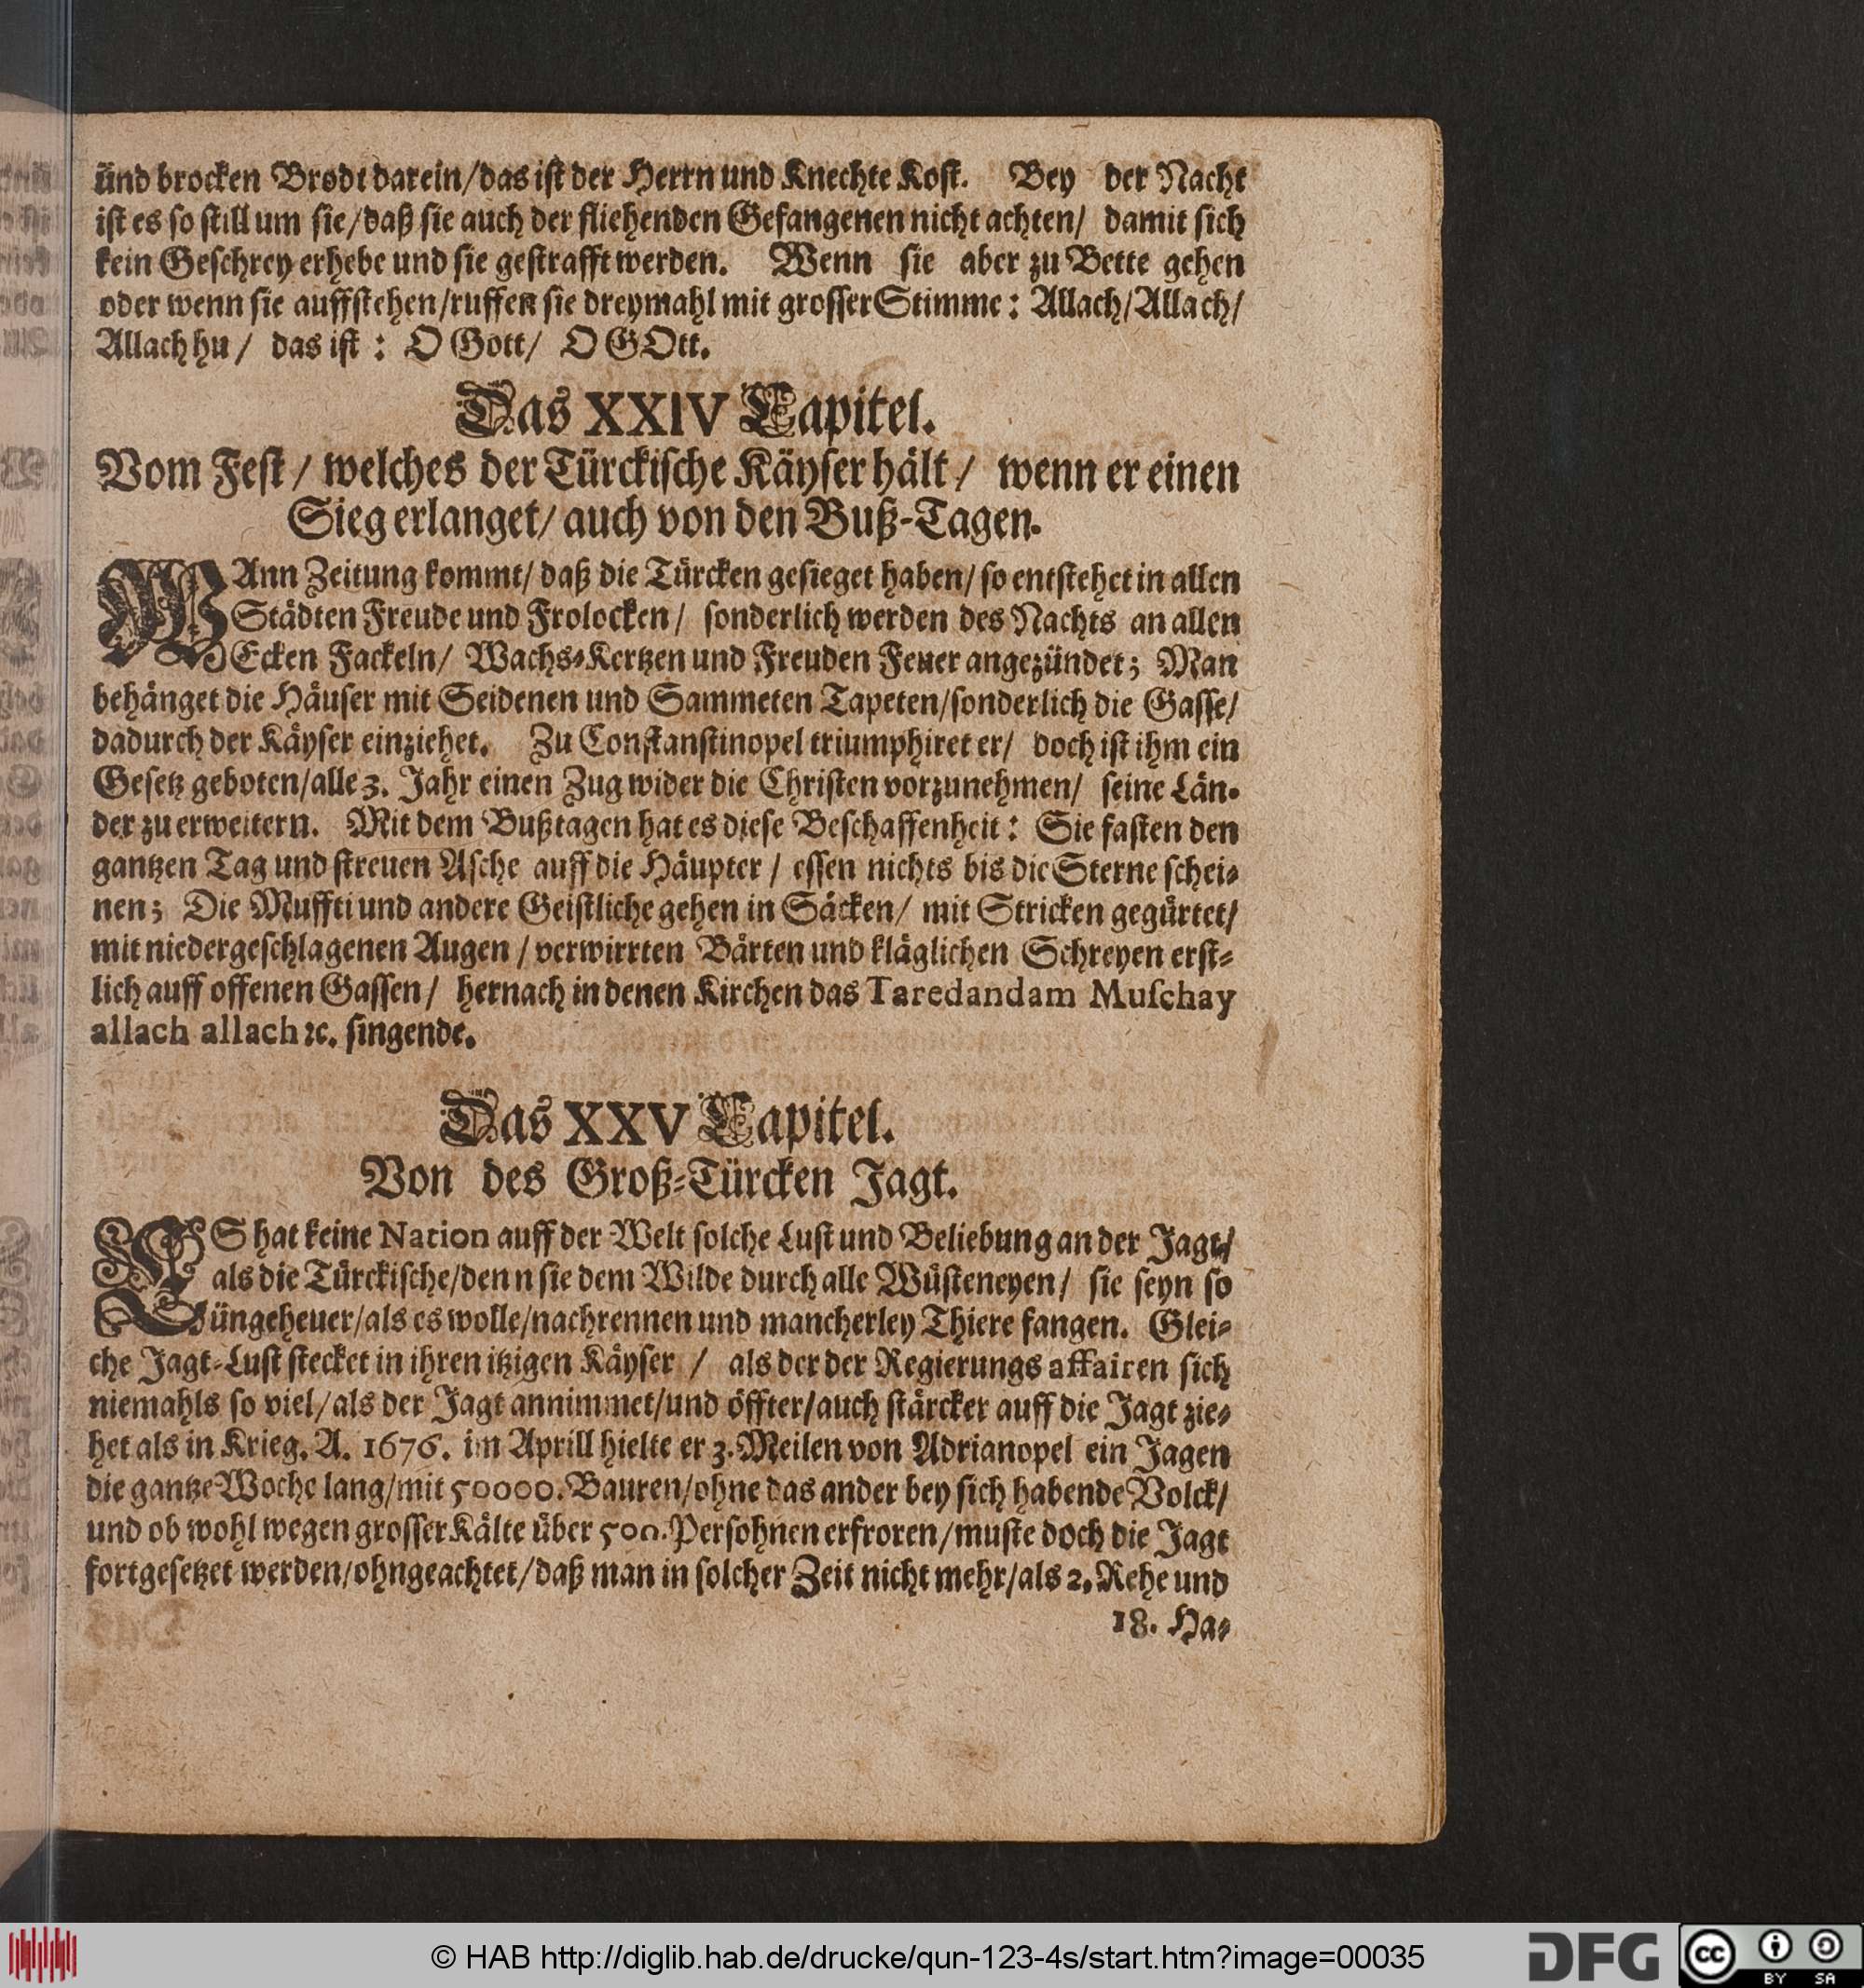 ünd brocken Brodt darein/das ist der Herrn und Knechte Kost. Bey der Nacht
ist es so still um sie/daß sie auch der fliehenden Gefangenen nicht achten/ damit sich
kein Geschrey erhebe und sie gestrafft werden. Wenn sie aber zu Bette gehen
oder wenn sie auffstehen/ruffen sie dreymahl mit grosser Stimme: Allach/Allach/
Allach hu/ das ist: O Gott/ O GOtt.
Das XXIV Capitel.
Vom Fest/ welches der Türckische Käyser hält/ wenn er einen
Sieg erlanget/ auch von den Buß-Tagen.
WAnn Zeitung kommt/ daß die Türcken gesieget haben/ so entstehet in allen
Städten Freude und Frolocken/ sonderlich werden des Nachts an allen
Ecken Fackeln/ Wachs-Kertzen und Freuden Feuer angezündet; Man
behänget die Häuser mit Seidenen und Sammeten Tapeten/sonderlich die Gasse/
dadurch der Käyser einziehet. Zu Constanstinopel triumphiret er/ doch ist ihm ein
Gesetz geboten/alle 3. Jahr einen Zug wider die Christen vorzunehmen/ seine Län-
der zu erweitern. Mit dem Bußtagen hat es diese Beschaffenheit: Sie fasten den
gantzen Tag und streuen Asche auff die Häupter/ essen nichts bis die Sterne schei-
nen; Die Muffti und andere Geistliche gehen in Säcken/ mit Stricken gegürtet/
mit niedergeschlagenen Augen/ verwirrten Bärten und kläglichen Schreyen erst-
lich auff offenen Gassen/ hernach in denen Kirchen das Taredandam Muſchay
allach allach ꝛc. singende.
Das XXV Capitel.
Von des Groß-Türcken Jagt.
ES hat keine Nation auff der Welt solche Lust und Beliebung an der Jagt/
als die Türckische/denn sie dem Wilde durch alle Wüsteneyen/ sie seyn so
üngeheuer/als es wolle/nachrennen und mancherley Thiere fangen. Glei-
che Jagt-Lust stecket in ihren itzigen Käyser/ als der der Regierungs affairen sich
niemahls so viel/als der Jagt annimmet/und öffter/auch stärcker auff die Jagt zie-
het als in Krieg. A. 1676. im Aprill hielte er 3. Meilen von Adrianopel ein Jagen
die gantze Woche lang/mit 50000. Bauren/ohne das ander bey sich habende Volck/
und ob wohl wegen grosser Kälte über 500. Persohnen erfroren/muste doch die Jagt
fortgesetzet werden/ohngeachtet/daß man in solcher Zeit nicht mehr/als 2. Rehe und
18. Ha-
© HAB http://diglib.hab.de/drucke/qun-123-4s/start.htm?image=00035
DFG
cc BY SA